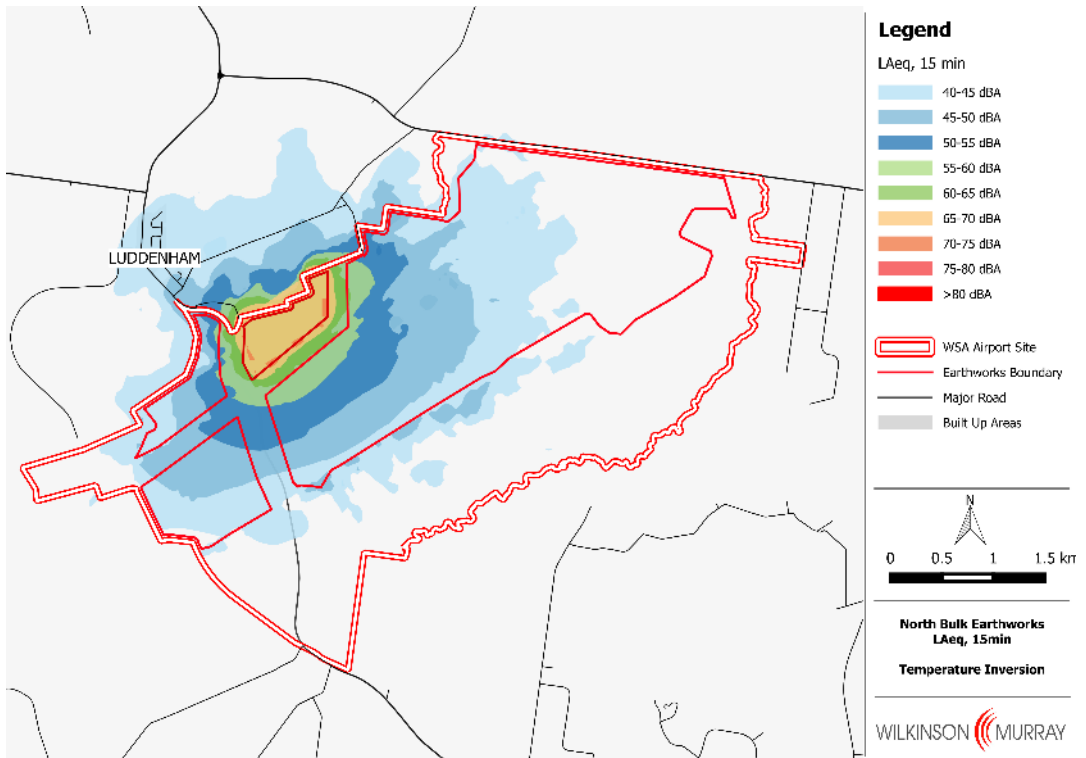 LUDDENHAM
Legend
LAeq, 15 min
40-45 dBA
45-50 dBA
50-55 dBA
55-60 dBA
60-65 dBA
65-70 dBA
70-75 dBA
75-80 dBA
>80 dBA
WSA Airport Site
Earthworks Boundary
Major Road
Built Up Areas
N
0 0.5 1 1.5 km
North Bulk Earthworks
LAeq, 15min
Temperature Inversion
WILKINSON MURRAY